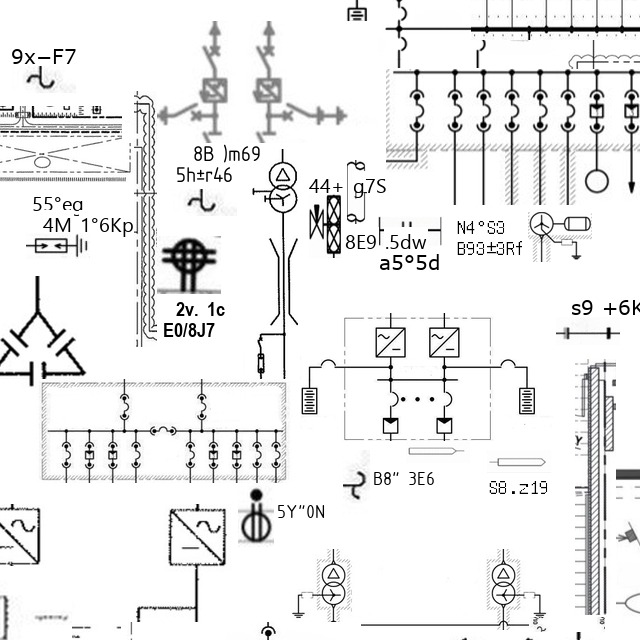 9x−F7
8B )m69
5h±r46
44+ g7S
55°eg
4M 1°6Kp
8E9 .5dw
a5°5d
N4°S3
B93±3Rf
2v. 1c
E0/8J7
s9 +6K
B8" 3E6
S8.z19
5Y"0N